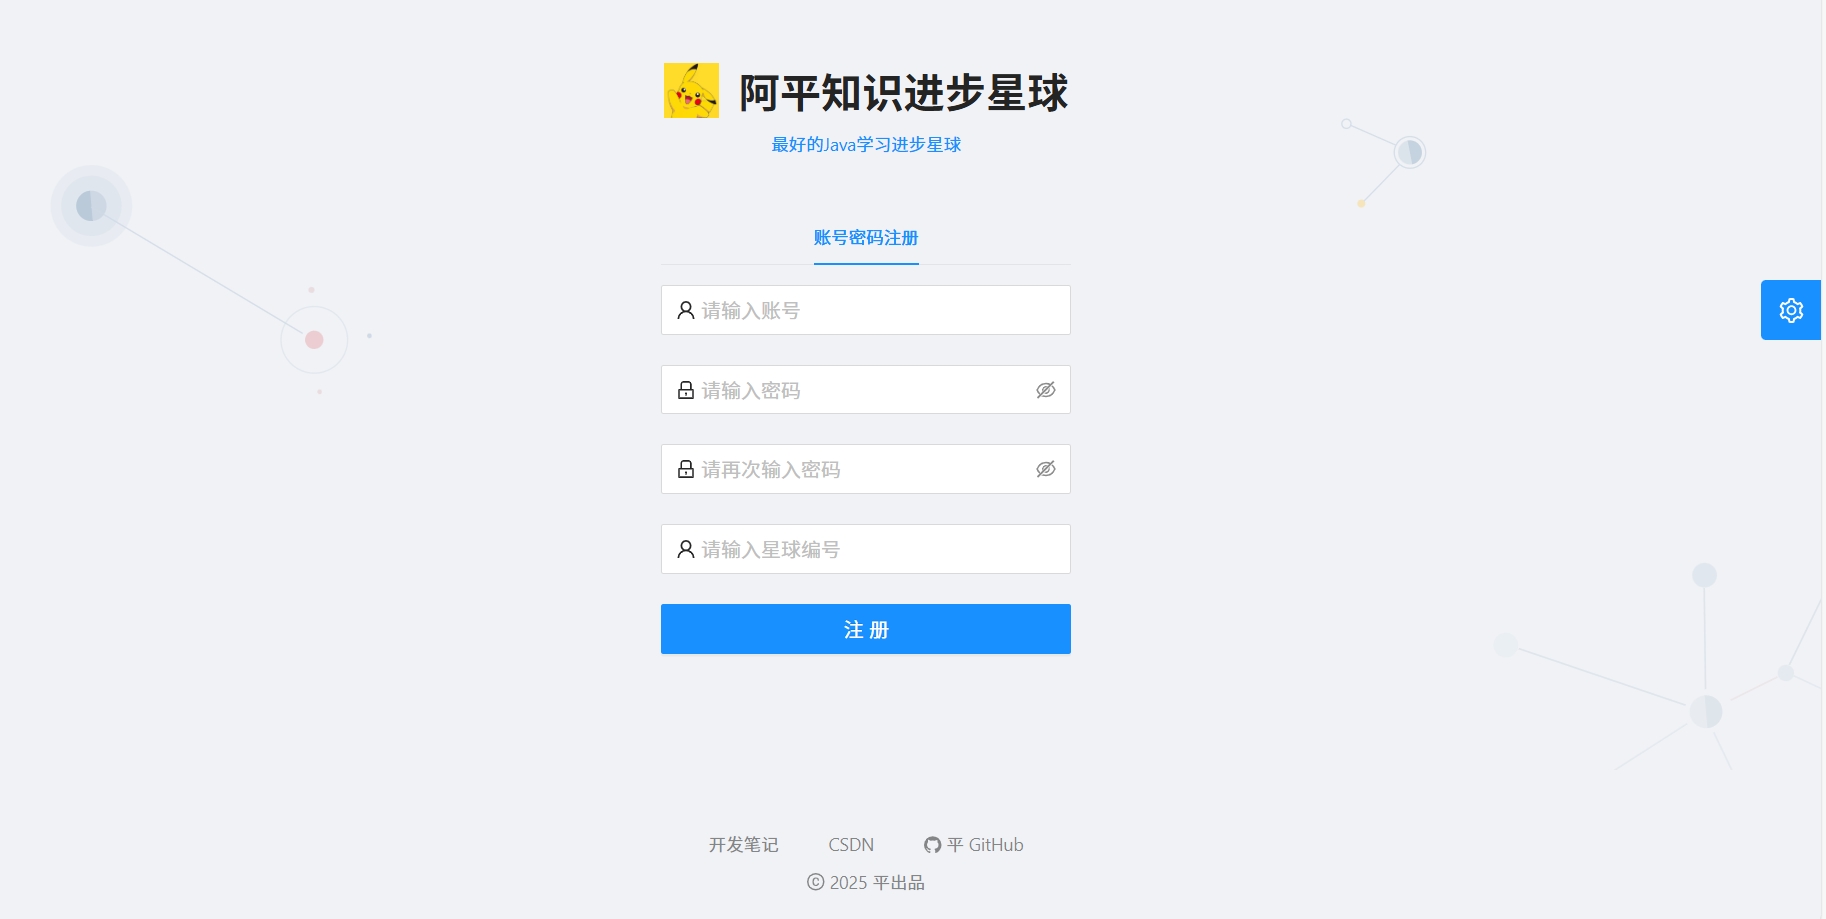 阿平知识进步星球
最好的Java学习进步星球
账号密码注册
请输入账号
请输入密码
请再次输入密码
请输入星球编号
注 册
开发笔记 CSDN 平 GitHub
© 2025 平出品